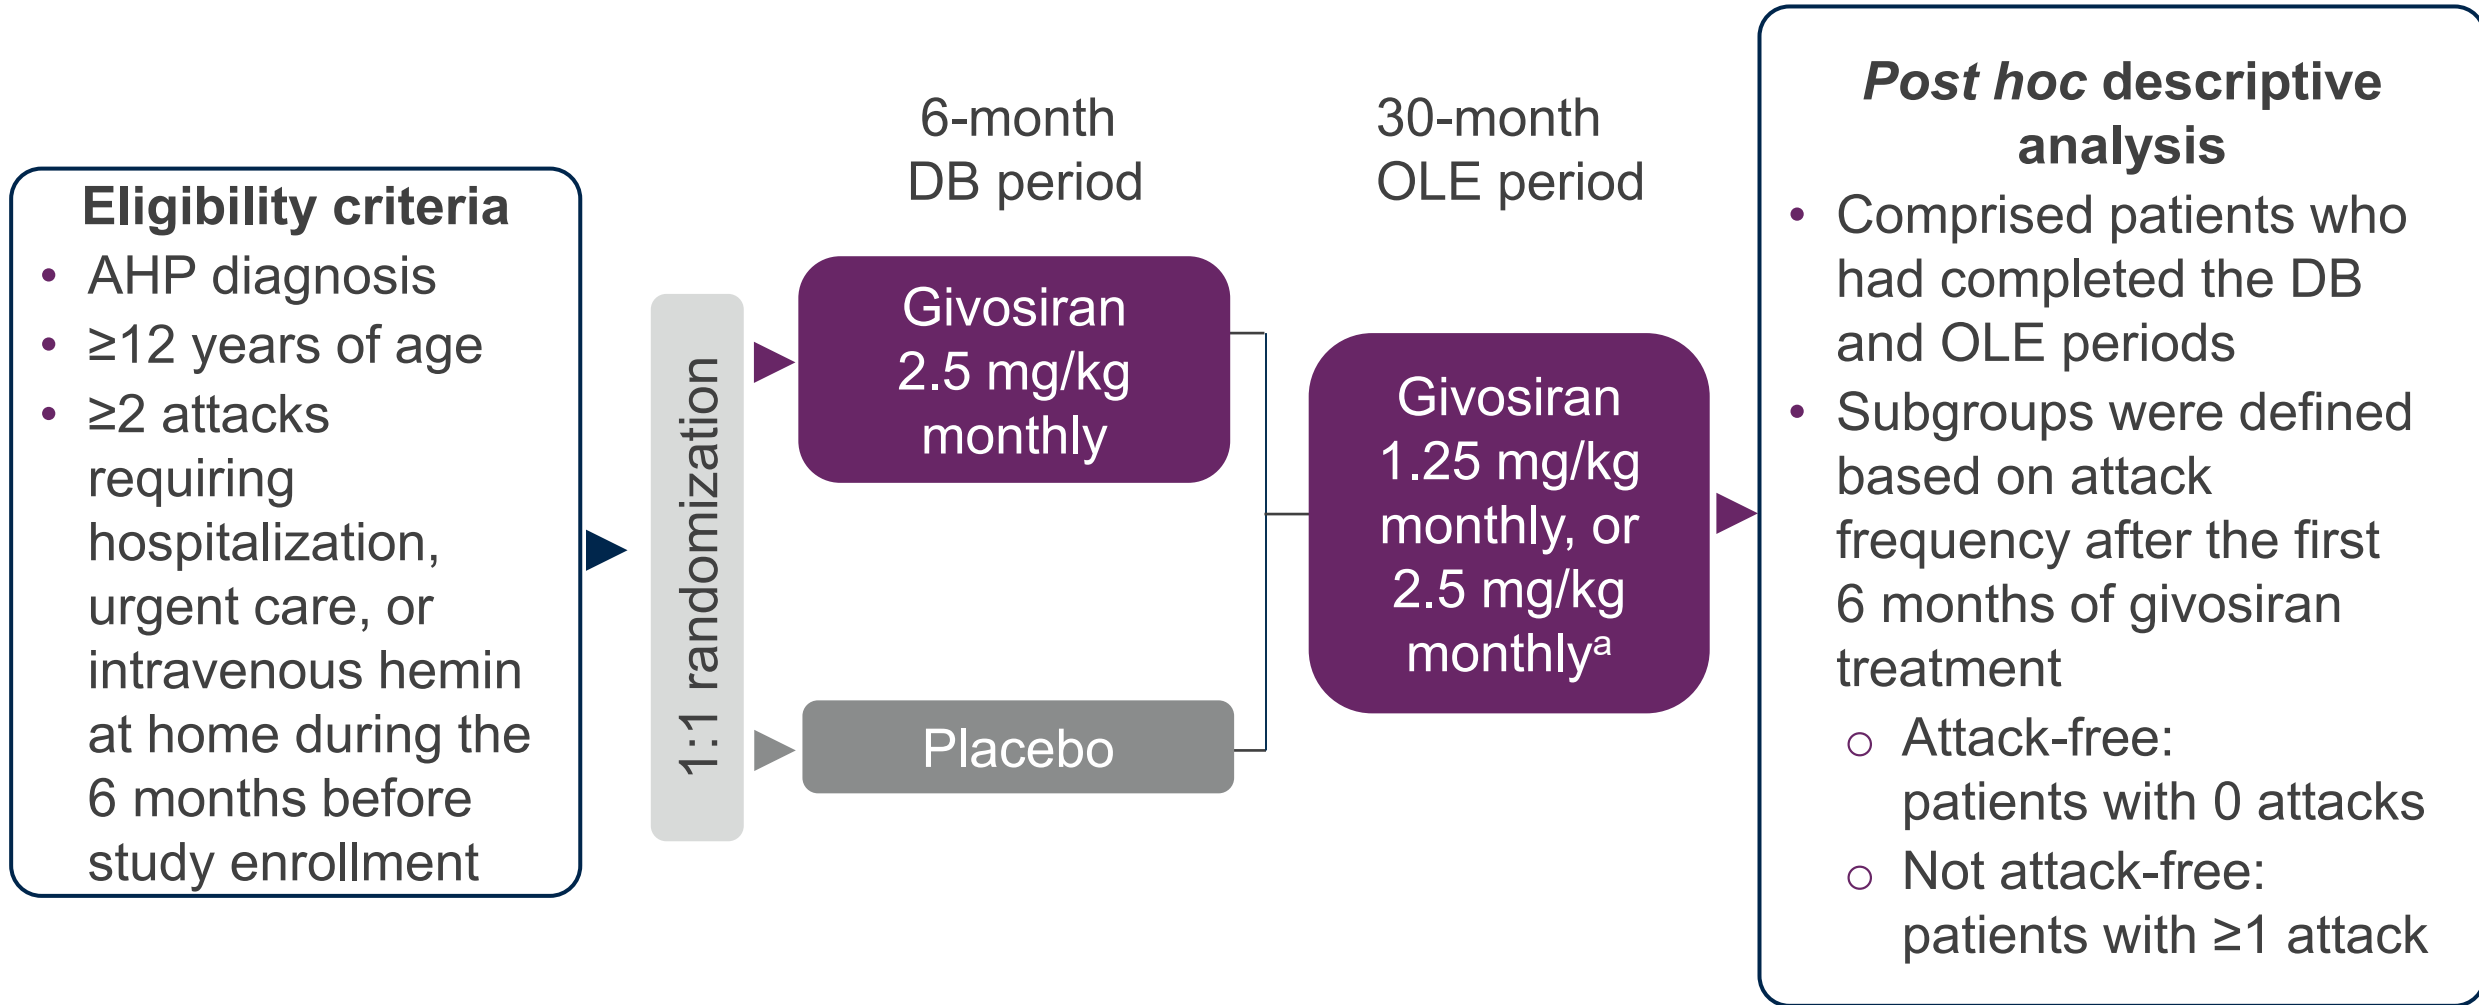 Eligibility criteria
• AHP diagnosis
• ≥12 years of age
• ≥2 attacks
requiring
hospitalization,
urgent care, or
intravenous hemin
at home during the
6 months before
study enrollment
1:1 randomization
6-month
DB period
Givosiran
2.5 mg/kg
monthly
Placebo
30-month
OLE period
Givosiran
1.25 mg/kg
monthly, or
2.5 mg/kg
monthlyᵃ
Post hoc descriptive
analysis
• Comprised patients who
had completed the DB
and OLE periods
• Subgroups were defined
based on attack
frequency after the first
6 months of givosiran
treatment
○ Attack-free:
patients with 0 attacks
○ Not attack-free:
patients with ≥1 attack